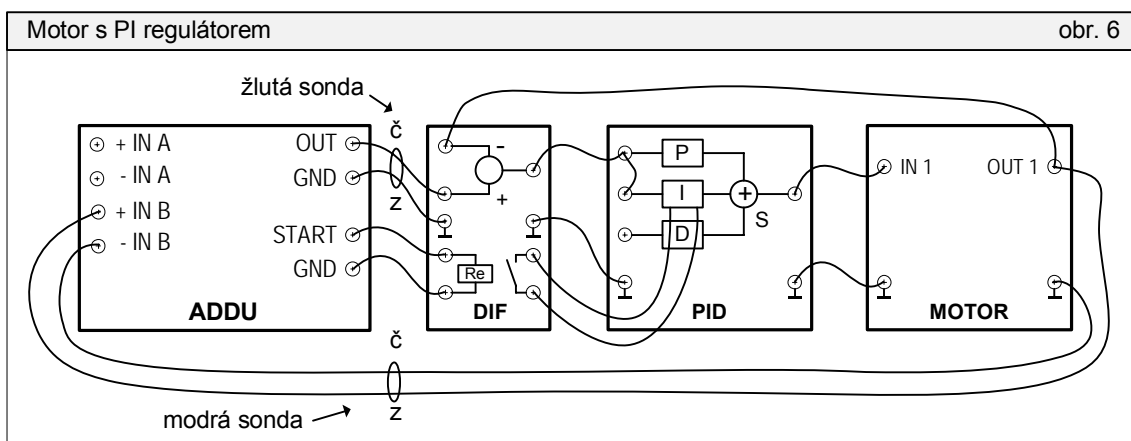 Motor s PI regulátorem obr. 6
žlutá sonda
č
z
+ IN A
- IN A
+ IN B
- IN B
OUT
GND
START
GND
ADDU
-
+
Re
DIF
P
I
D
+
S
PID
IN 1 OUT 1
MOTOR
č
z
modrá sonda